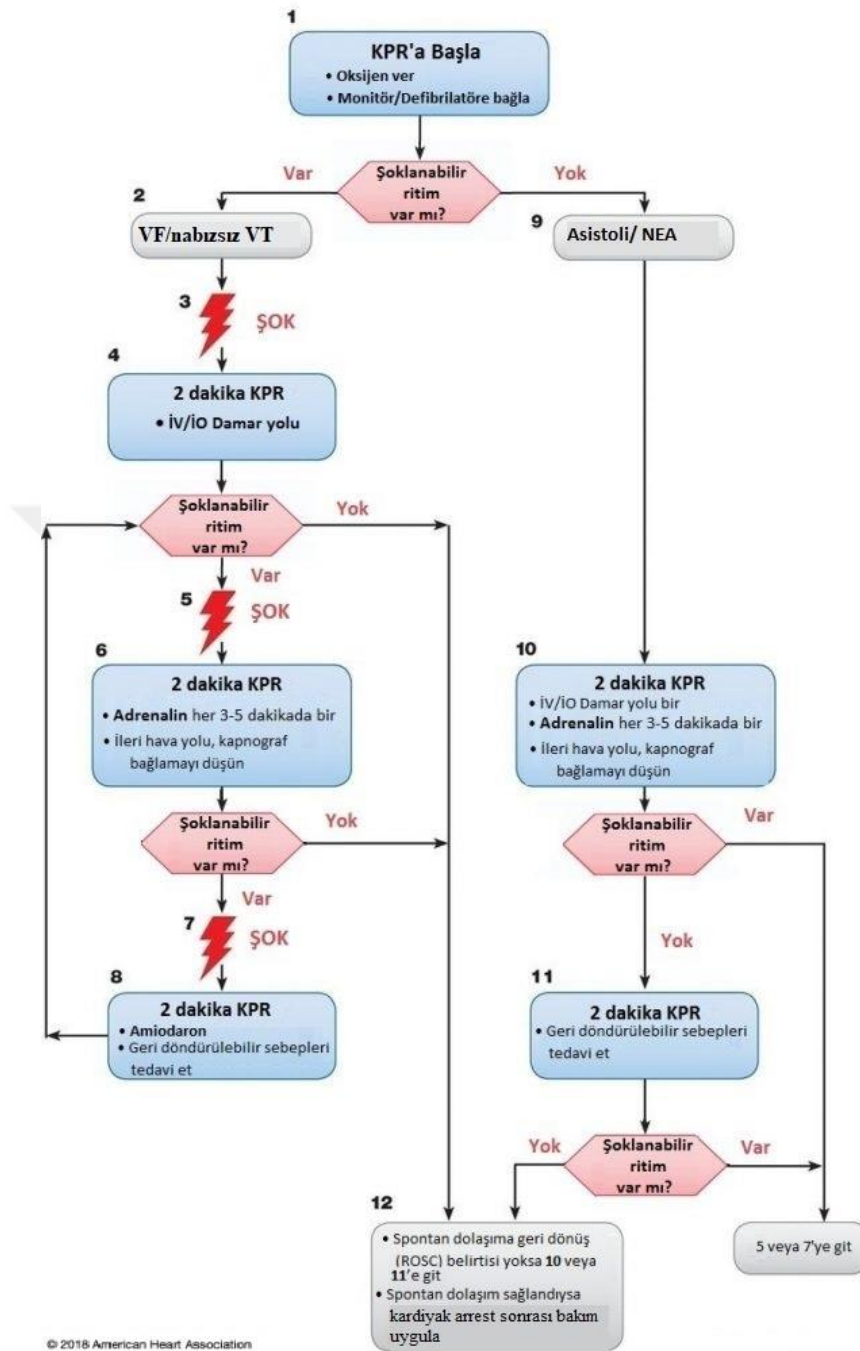 1
KPR'a Başla
• Oksijen ver
• Monitör/Defibrilatöre bağla
Var
Şoklanabilir
ritim
var mı?
Yok
2
VF/nabızsız VT
9
Asistoli/ NEA
3
ŞOK
4
2 dakika KPR
• İV/İO Damar yolu
Şoklanabilir
ritim
var mı?
Yok
Var
5
ŞOK
6
2 dakika KPR
• Adrenalin her 3-5 dakikada bir
• İleri hava yolu, kapnograf
bağlamayı düşün
10
2 dakika KPR
• İV/İO Damar yolu bir
• Adrenalin her 3-5 dakikada bir
• İleri hava yolu, kapnograf
bağlamayı düşün
Şoklanabilir
ritim
var mı?
Yok
Var
Şoklanabilir
ritim
var mı?
Var
Yok
7
ŞOK
8
2 dakika KPR
• Amiodaron
• Geri döndürülebilir sebepleri
tedavi et
11
2 dakika KPR
• Geri döndürülebilir sebepleri
tedavi et
Yok
Şoklanabilir
ritim
var mı?
Var
12
• Spontan dolaşıma geri dönüş
(ROSC) belirtisi yoksa 10 veya
11'e git
• Spontan dolaşım sağlandıysa
kardiyak arrest sonrası bakım
uygula
5 veya 7'ye git
© 2018 American Heart Association